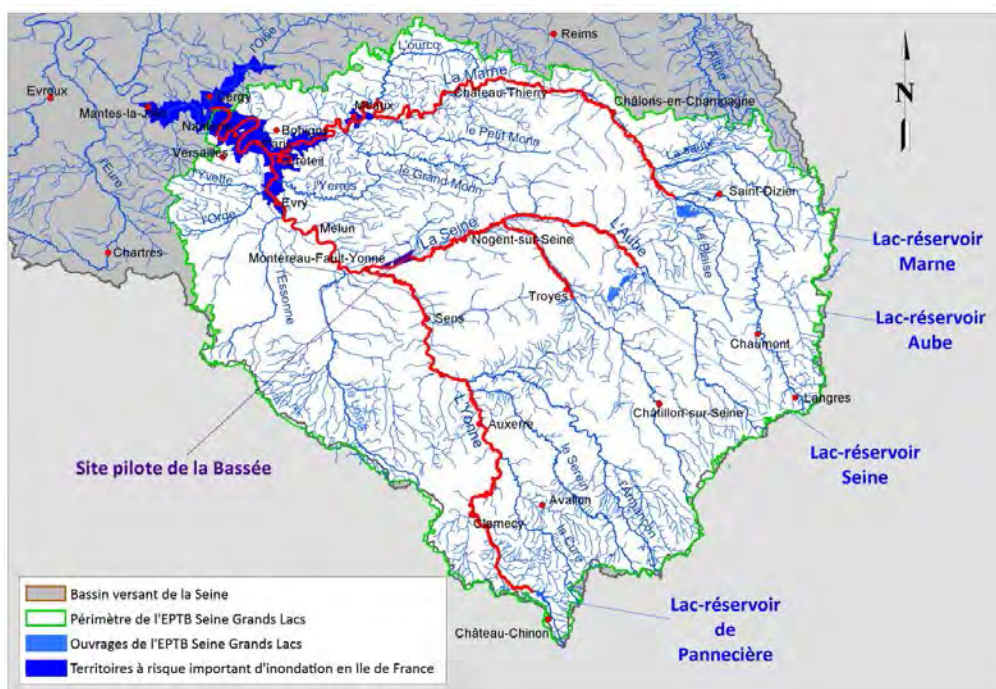 Reims
L'Ourcq
l'Oise
l'Aisne
Evreux
La Marne
Château-Thierry
Châlons-en-Champagne
N
Mantes-la-Jolie
Meaux
Bobigny
le Petit Morin
La Saulx
Versailles
Créteil
le Grand Morin
Saint-Dizier
l'Eure
l'Yvette
l'Yerres
Evry
l'Orge
Melun
La Seine
Nogent-sur-Seine
L'Aube
La Blaise
Lac-réservoir
Marne
Chartres
Montereau-Fault-Yonne
l'Essonne
Troyes
Lac-réservoir
Aube
Sens
Chaumont
Langres
Châtillon-sur-Seine
L'Yonne
Auxerre
Site pilote de la Bassée
le Serein
l'Armançon
Lac-réservoir
Seine
Avallon
Clamecy
la Cure
Bassin versant de la Seine
Périmètre de l'EPTB Seine Grands Lacs
Ouvrages de l'EPTB Seine Grands Lacs
Territoires à risque important d'inondation en Ile de France
Château-Chinon
Lac-réservoir
de
Pannecière